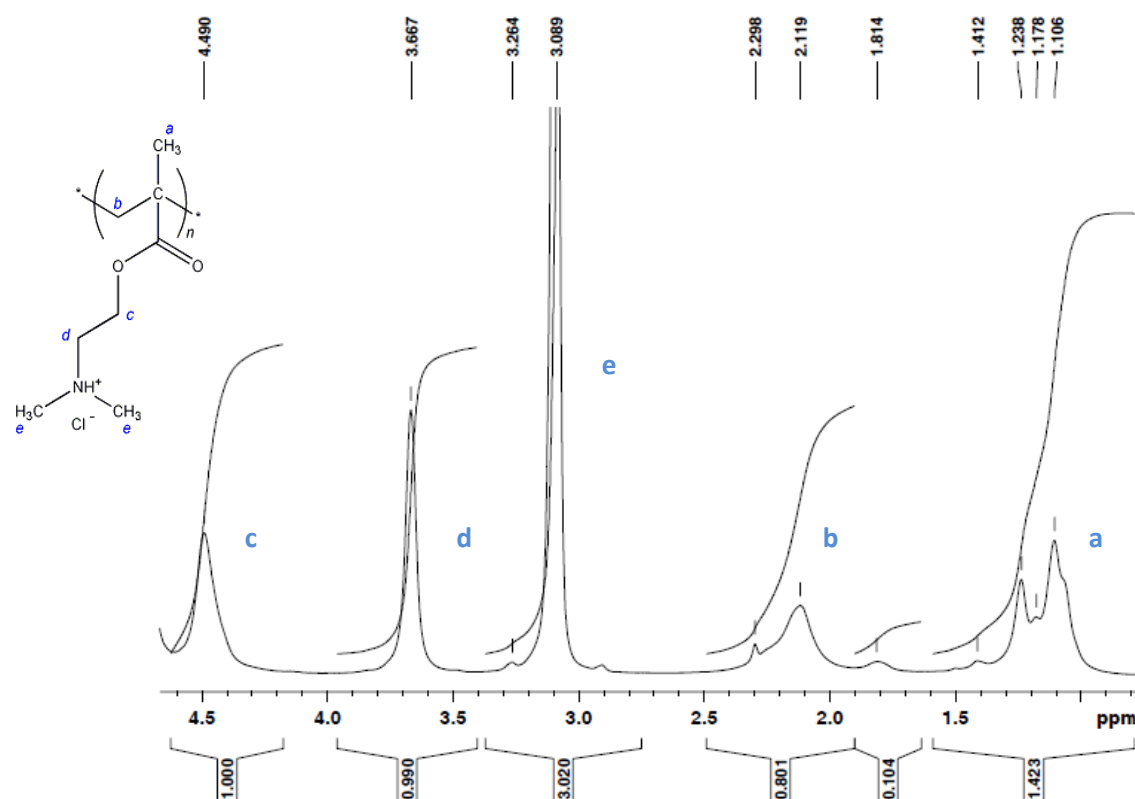 4.490
3.667
3.264
3.089
2.298
2.119
1.814
1.412
1.238
1.178
1.106
a
CH₃
* ( b C ) n *
O O
c
d
NH⁺
H₃C CH₃
e Cl⁻ e
c
d
e
b
a
4.5 4.0 3.5 3.0 2.5 2.0 1.5 ppm
1.000
0.990
3.020
0.801
0.104
1.423